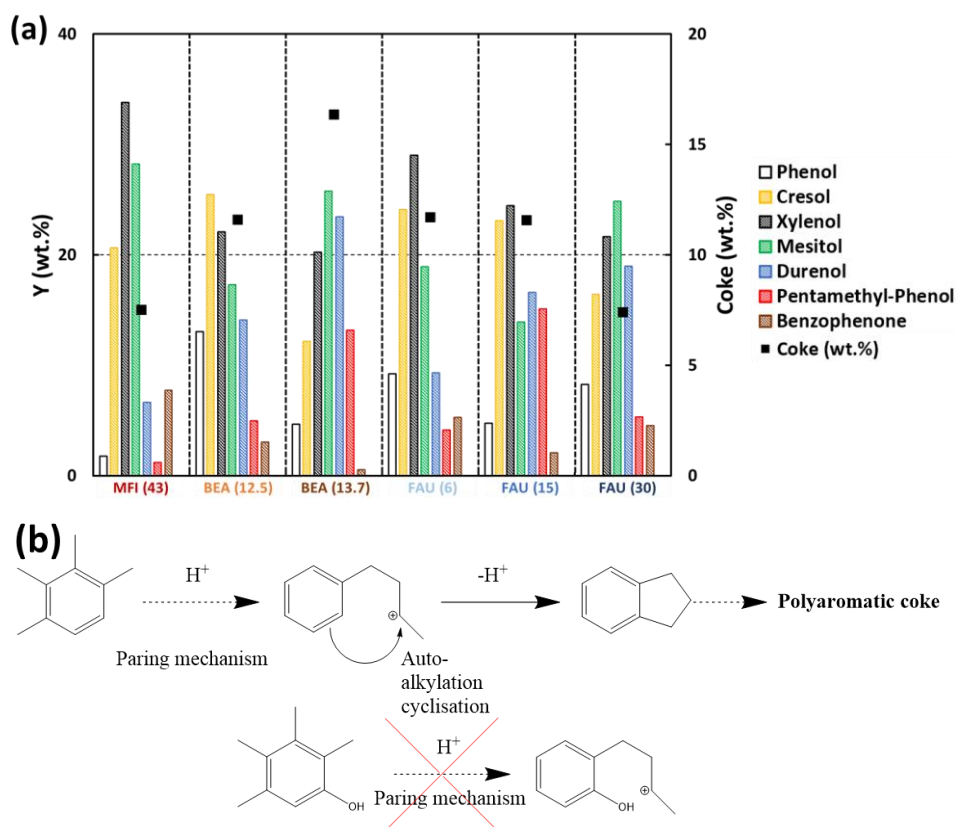 (a)
40
20
0
Y (wt.%)
20
15
10
5
0
Coke (wt.%)
MFI (43)
BEA (12.5)
BEA (13.7)
FAU (6)
FAU (15)
FAU (30)
Phenol
Cresol
Xylenol
Mesitol
Durenol
Pentamethyl-Phenol
Benzophenone
Coke (wt.%)
(b)
H+
Paring mechanism
⊕
Auto-
alkylation
cyclisation
-H+
Polyaromatic coke
OH
H+
Paring mechanism
OH
⊕